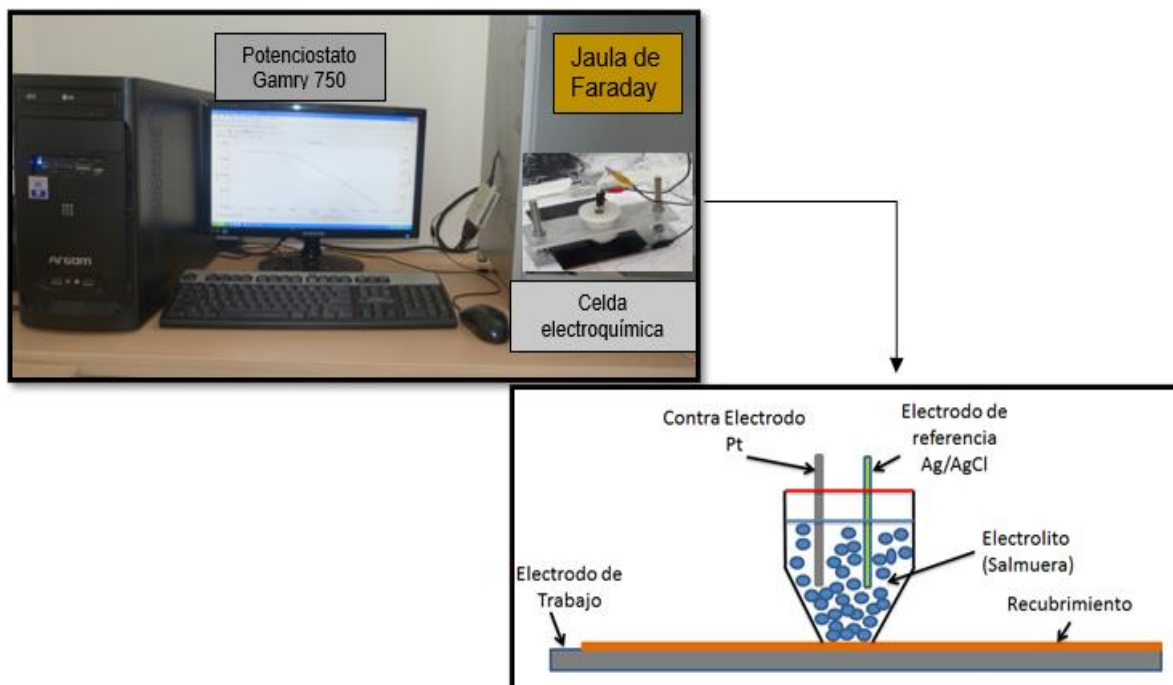 Potenciostato
Gamry 750
Jaula de
Faraday
Argom
Celda
electroquímica
Contra Electrodo
Pt
Electrodo de
referencia
Ag/AgCl
Electrolito
(Salmuera)
Electrodo de
Trabajo
Recubrimiento